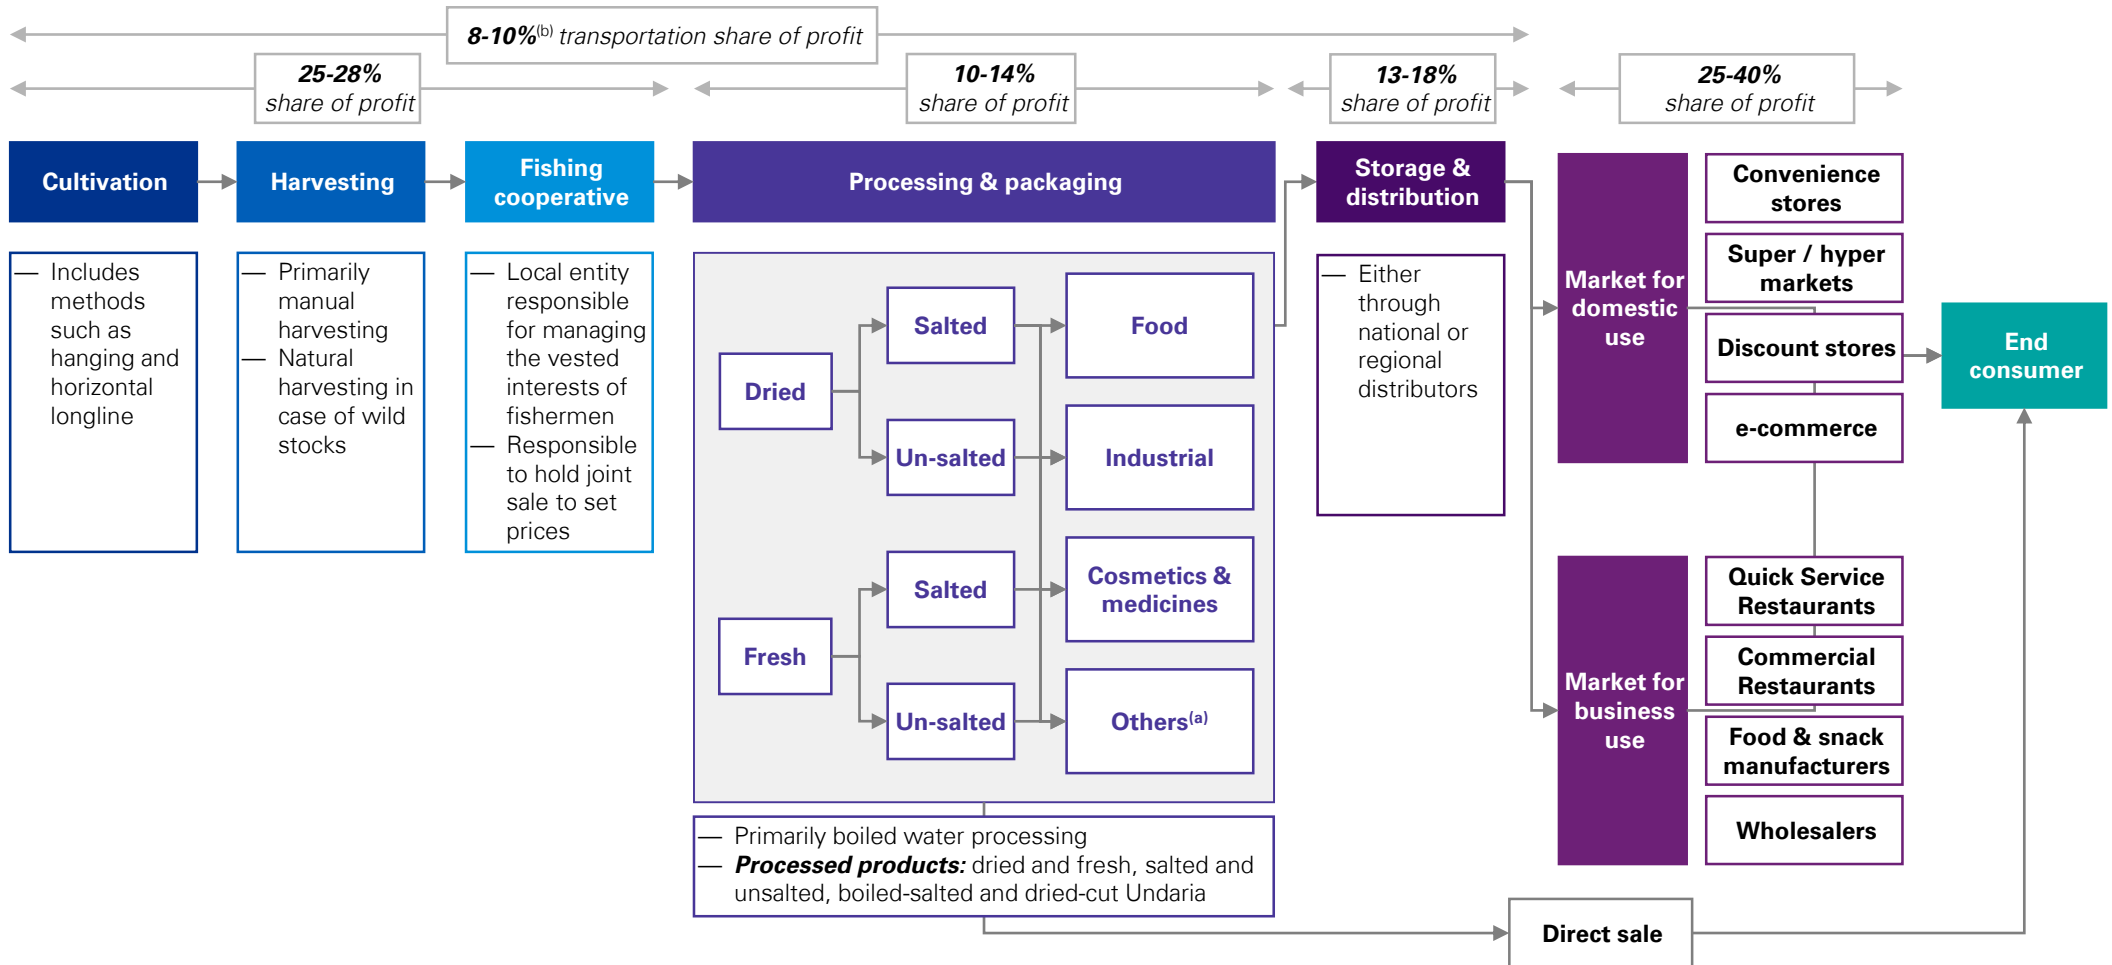 8-10%(b) transportation share of profit
25-28%
share of profit
10-14%
share of profit
13-18%
share of profit
25-40%
share of profit
Cultivation
Harvesting
Fishing
cooperative
Processing & packaging
Storage &
distribution
— Includes
methods
such as
hanging and
horizontal
longline
— Primarily
manual
harvesting
— Natural
harvesting in
case of wild
stocks
— Local entity
responsible
for managing
the vested
interests of
fishermen
— Responsible
to hold joint
sale to set
prices
Dried
Salted
Un-salted
Fresh
Salted
Un-salted
Food
Industrial
Cosmetics &
medicines
Others(a)
— Primarily boiled water processing
— Processed products: dried and fresh, salted and
unsalted, boiled-salted and dried-cut Undaria
— Either
through
national or
regional
distributors
Market for
domestic
use
Convenience
stores
Super / hyper
markets
Discount stores
e-commerce
Market for
business
use
Quick Service
Restaurants
Commercial
Restaurants
Food & snack
manufacturers
Wholesalers
End
consumer
Direct sale